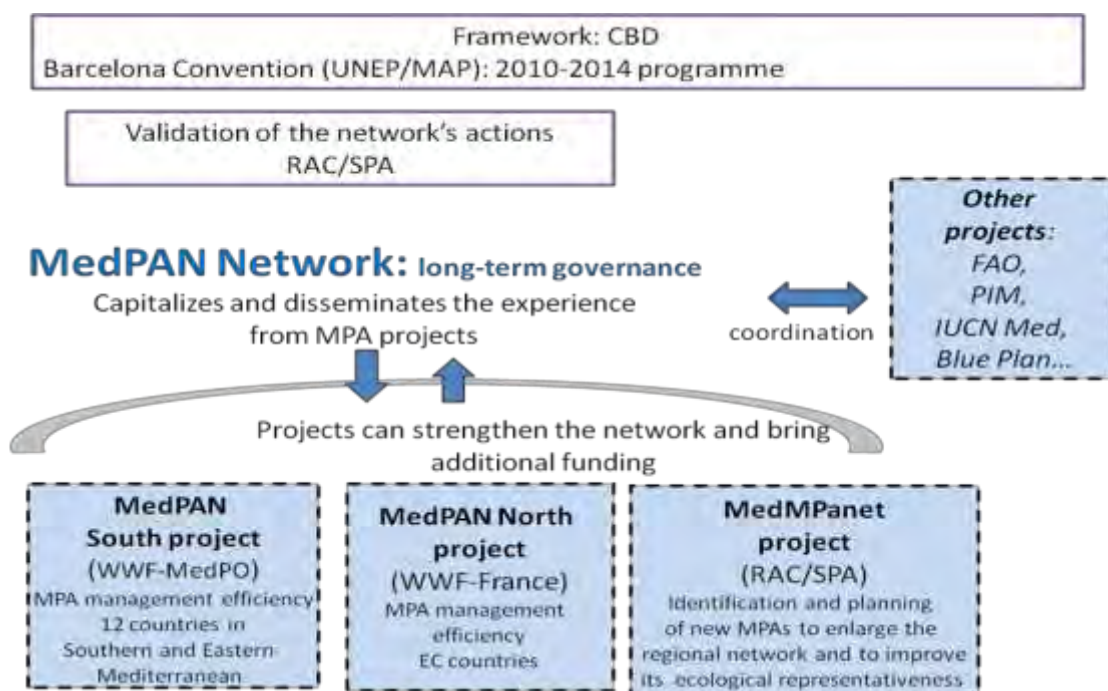 Framework: CBD
Barcelona Convention (UNEP/MAP): 2010-2014 programme
Validation of the network's actions
RAC/SPA
Other
projects:
FAO,
PIM,
IUCN Med,
Blue Plan...
MedPAN Network: long-term governance
Capitalizes and disseminates the experience
from MPA projects
coordination
Projects can strengthen the network and bring
additional funding
MedPAN
South project
(WWF-MedPO)
MPA management efficiency
12 countries in
Southern and Eastern
Mediterranean
MedPAN North
project
(WWF-France)
MPA management
efficiency
EC countries
MedMPanet
project
(RAC/SPA)
Identification and planning
of new MPAs to enlarge the
regional network and to improve
its ecological representativeness